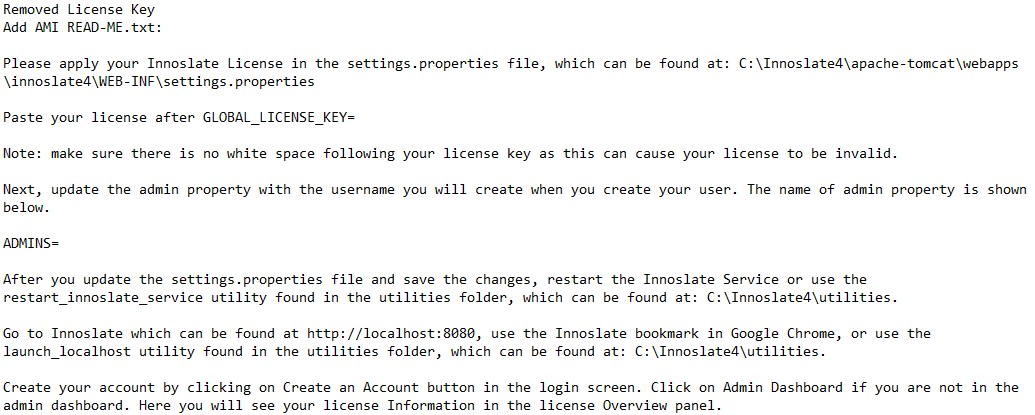 Removed License Key
Add AMI READ-ME.txt:
Please apply your Innoslate License in the settings.properties file, which can be found at: C:\Innoslate4\apache-tomcat\webapps
\innoslate4\WEB-INF\settings.properties
Paste your license after GLOBAL_LICENSE_KEY=
Note: make sure there is no white space following your license key as this can cause your license to be invalid.
Next, update the admin property with the username you will create when you create your user. The name of admin property is shown
below.
ADMINS=
After you update the settings.properties file and save the changes, restart the Innoslate Service or use the
restart_innoslate_service utility found in the utilities folder, which can be found at: C:\Innoslate4\utilities.
Go to Innoslate which can be found at http://localhost:8080, use the Innoslate bookmark in Google Chrome, or use the
launch_localhost utility found in the utilities folder, which can be found at: C:\Innoslate4\utilities.
Create your account by clicking on Create an Account button in the login screen. Click on Admin Dashboard if you are not in the
admin dashboard. Here you will see your license Information in the license Overview panel.